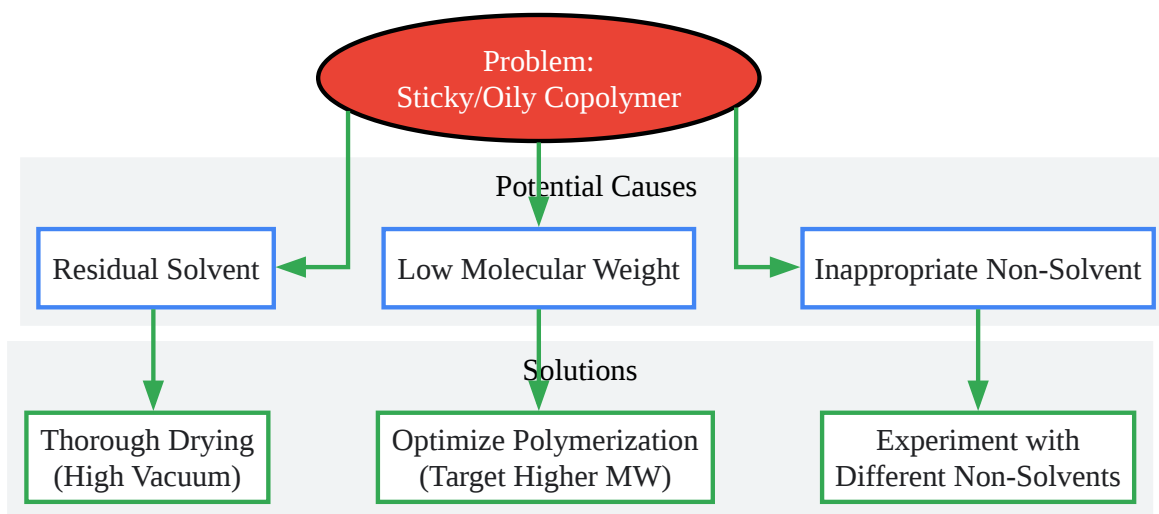 Problem:
Sticky/Oily Copolymer
Potential Causes
Residual Solvent
Low Molecular Weight
Inappropriate Non-Solvent
Solutions
Thorough Drying
(High Vacuum)
Optimize Polymerization
(Target Higher MW)
Experiment with
Different Non-Solvents